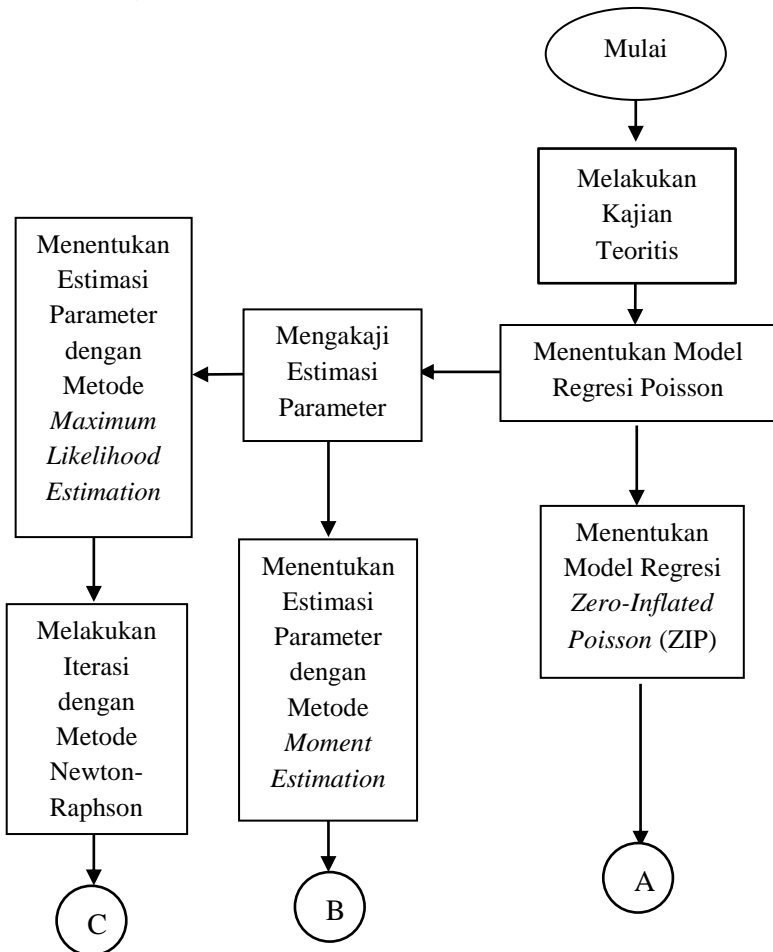 Mulai
Melakukan
Kajian
Teoritis
Menentukan Model
Regresi Poisson
Mengakaji
Estimasi
Parameter
Menentukan
Estimasi
Parameter
dengan
Metode
Maximum
Likelihood
Estimation
Menentukan
Model Regresi
Zero-Inflated
Poisson (ZIP)
Menentukan
Estimasi
Parameter
dengan
Metode
Moment
Estimation
Melakukan
Iterasi
dengan
Metode
Newton-
Raphson
A
B
C